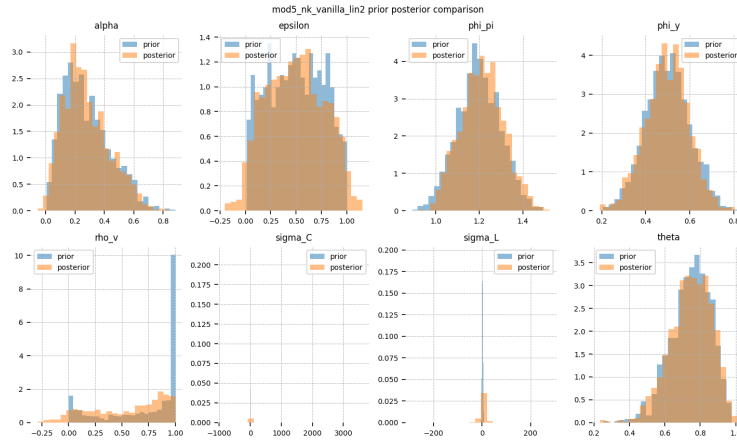 mod5_nk_vanilla_lin2 prior posterior comparison
alpha
epsilon
phi_pi
phi_y
prior
posterior
prior
posterior
prior
posterior
prior
posterior
3.0
2.5
2.0
1.5
1.0
0.5
0.0
0.0 0.2 0.4 0.6 0.8
1.4
1.2
1.0
0.8
0.6
0.4
0.2
0.0
−0.25 0.00 0.25 0.50 0.75 1.00
4
3
2
1
0
1.0 1.2 1.4
4
3
2
1
0
0.2 0.4 0.6 0.8
rho_v
sigma_C
sigma_L
theta
prior
posterior
prior
posterior
prior
posterior
prior
posterior
10
8
6
4
2
0
−0.25 0.00 0.25 0.50 0.75 1.00
0.200
0.175
0.150
0.125
0.100
0.075
0.050
0.025
0.000
−1000 0 1000 2000 3000
0.200
0.175
0.150
0.125
0.100
0.075
0.050
0.025
0.000
−200 0 200
3.5
3.0
2.5
2.0
1.5
1.0
0.5
0.0
0.2 0.4 0.6 0.8